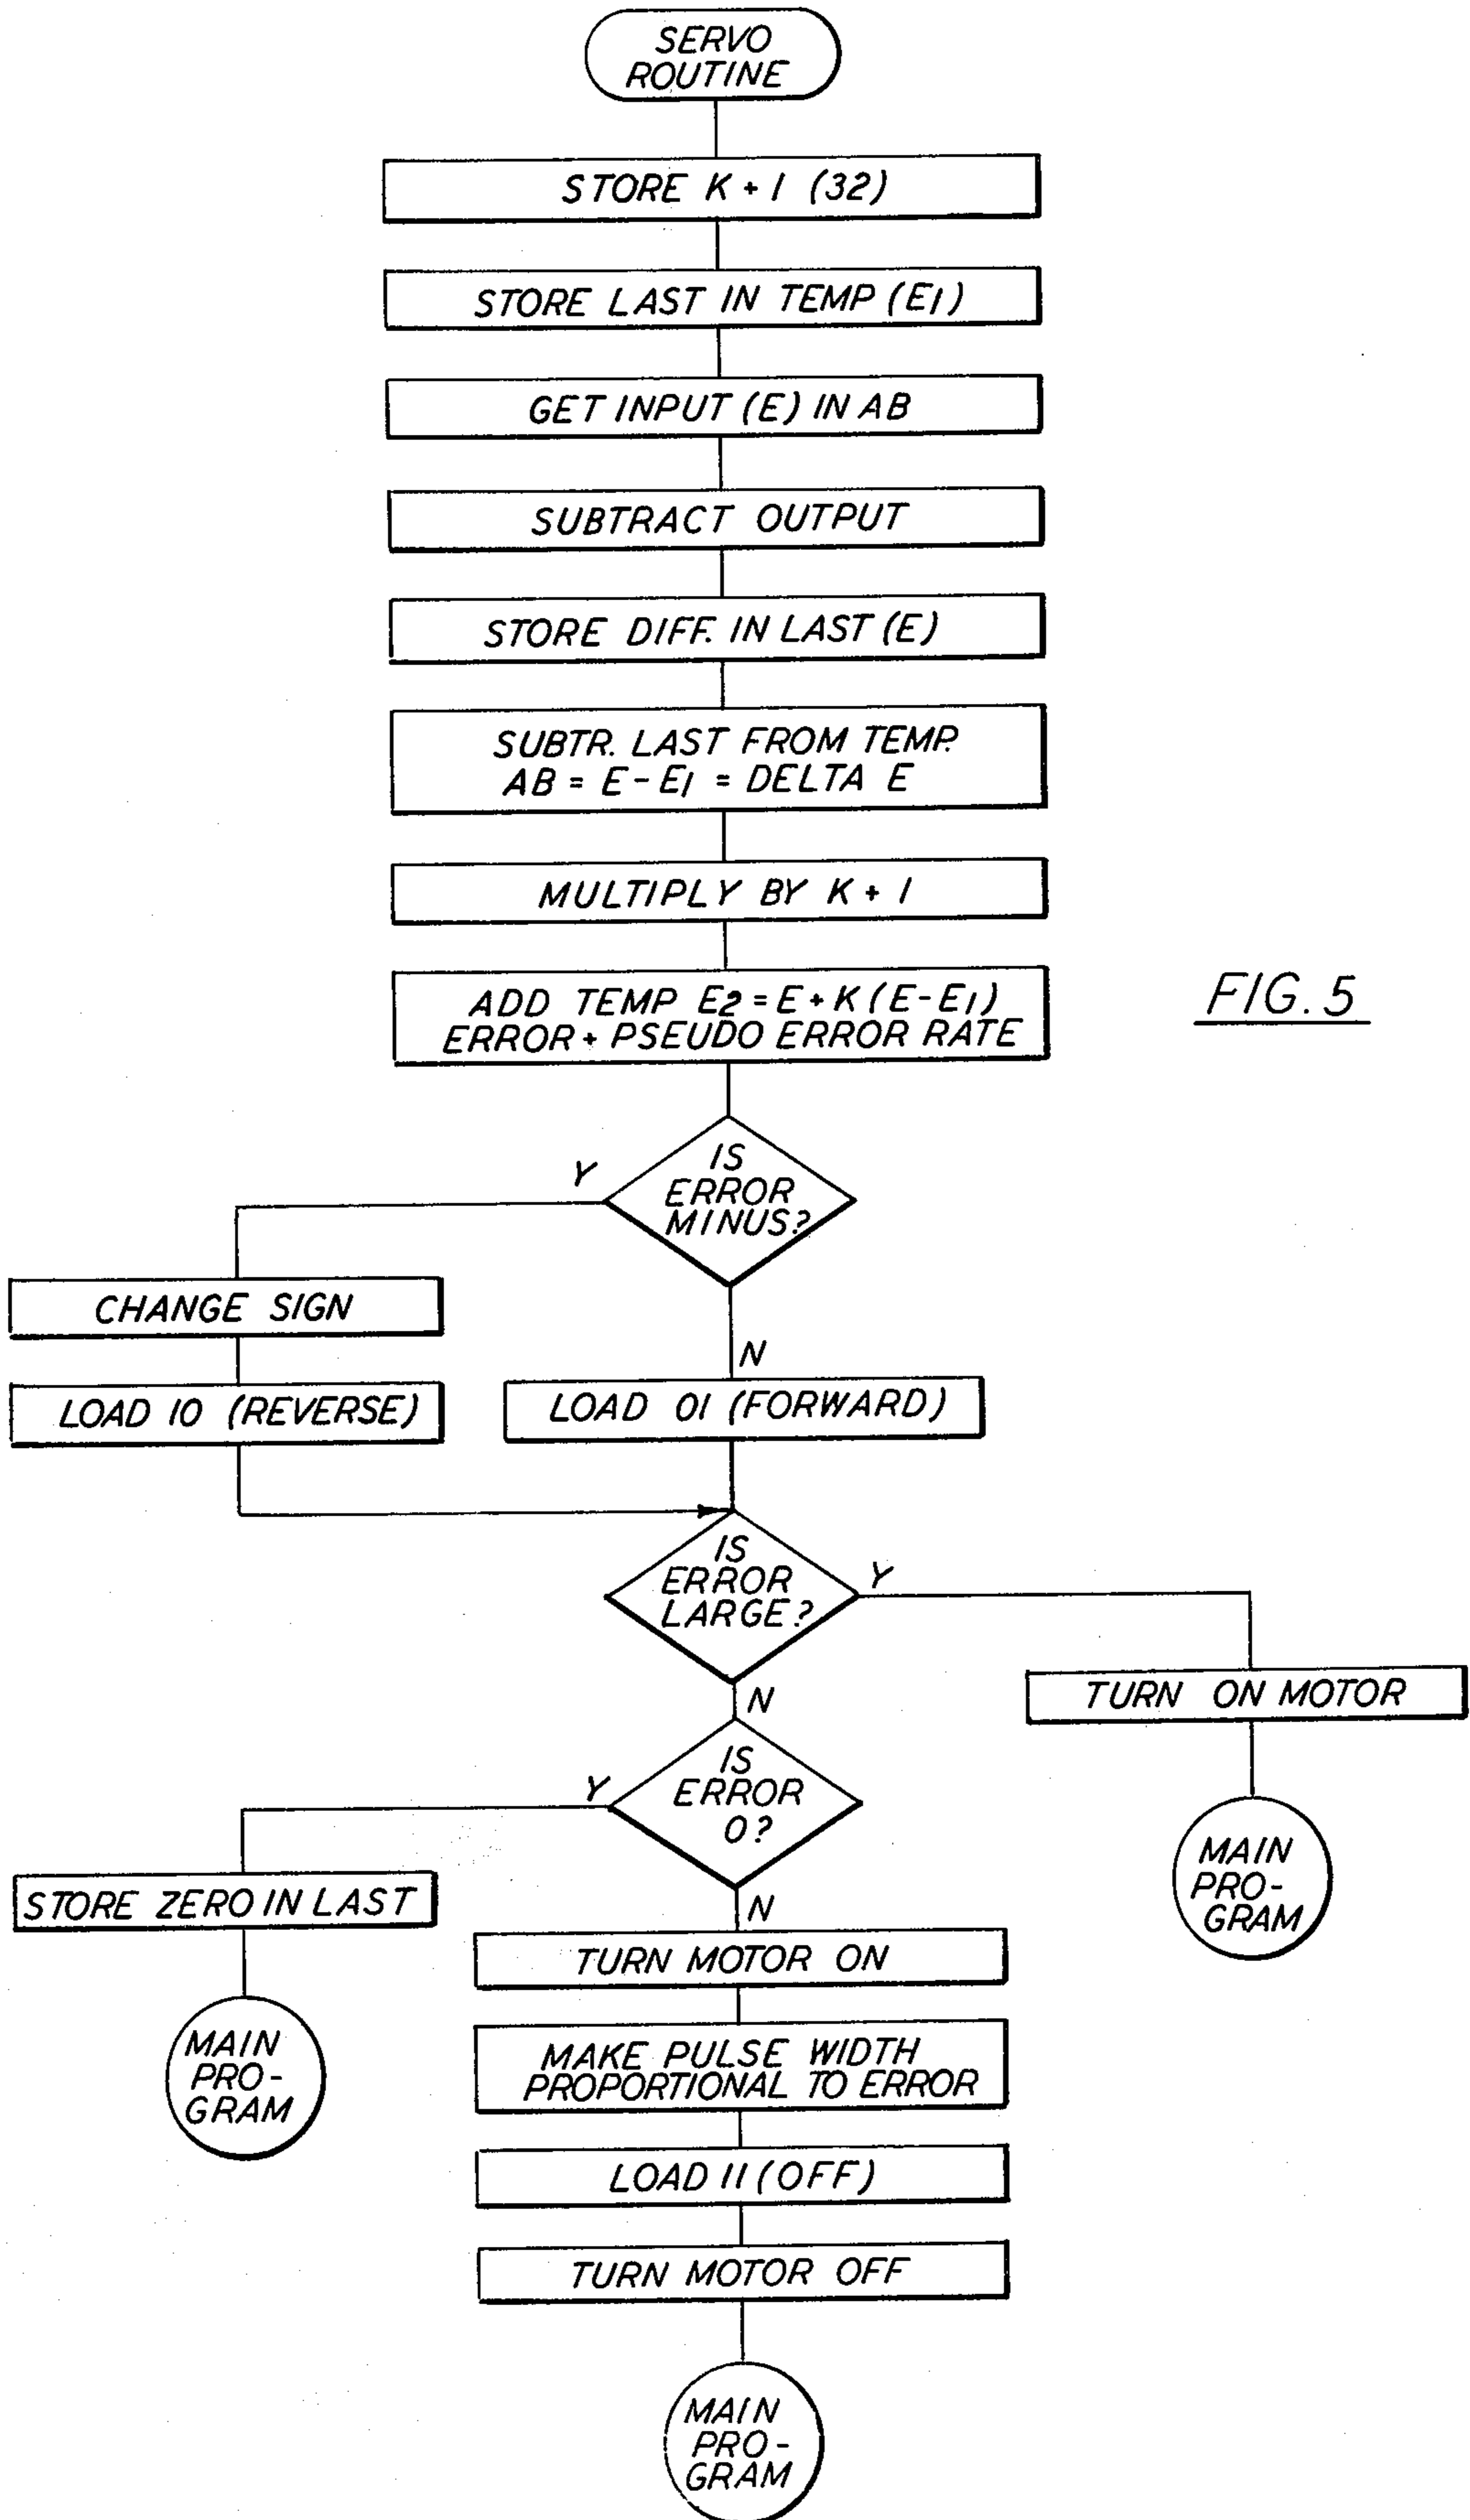 SERVO
ROUTINE
STORE K + 1 (32)
STORE LAST IN TEMP (E1)
GET INPUT (E) IN AB
SUBTRACT OUTPUT
STORE DIFF. IN LAST (E)
SUBTR. LAST FROM TEMP.
AB = E - E1 = DELTA E
MULTIPLY BY K + 1
ADD TEMP E2 = E + K (E - E1)
ERROR + PSEUDO ERROR RATE
FIG. 5
IS
ERROR
MINUS?
Y
CHANGE SIGN
N
LOAD 10 (REVERSE)
LOAD 01 (FORWARD)
IS
ERROR
LARGE?
Y
N
TURN ON MOTOR
IS
ERROR
0?
Y
MAIN
PRO-
GRAM
STORE ZERO IN LAST
N
TURN MOTOR ON
MAIN
PRO-
GRAM
MAKE PULSE WIDTH
PROPORTIONAL TO ERROR
LOAD 11 (OFF)
TURN MOTOR OFF
MAIN
PRO-
GRAM